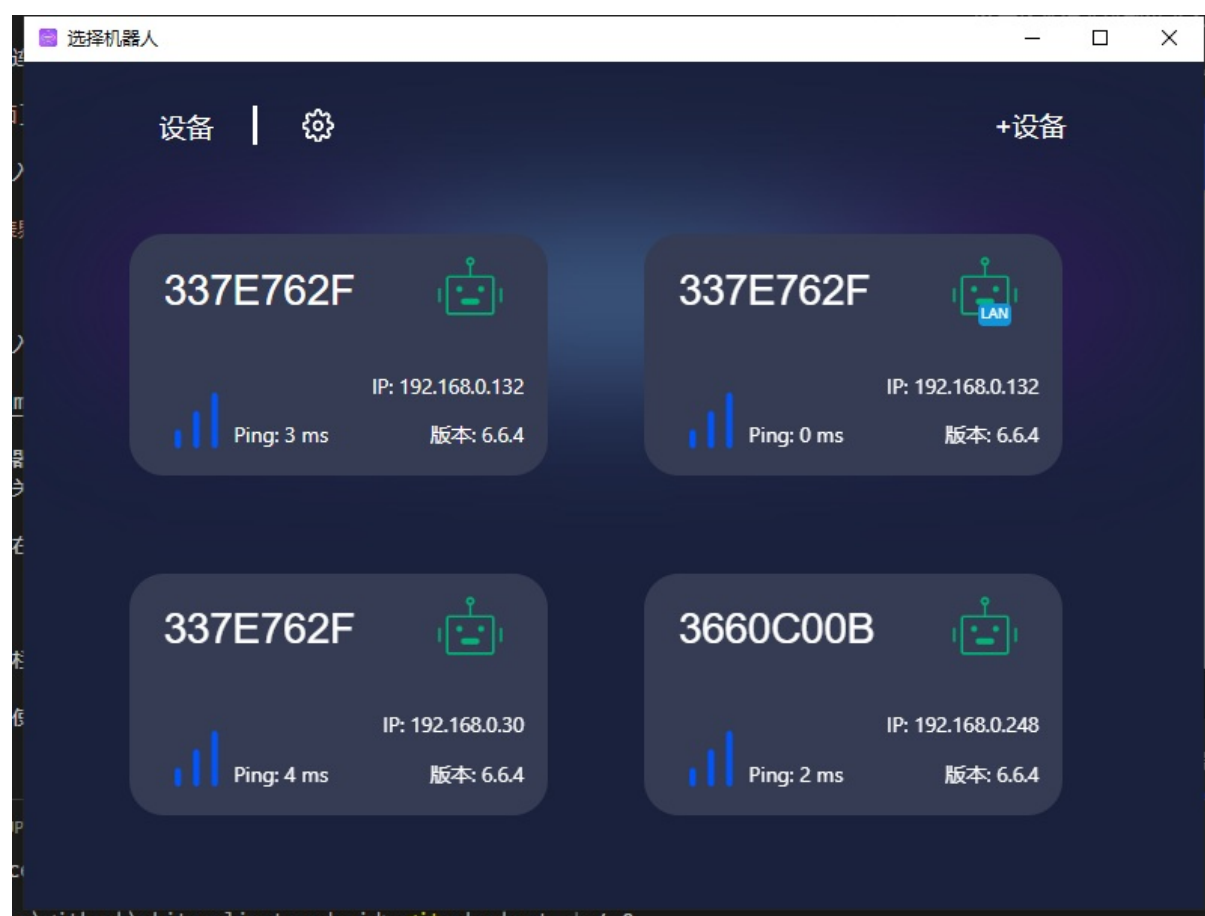 选择机器人
设备
+设备
337E762F
IP: 192.168.0.132
Ping: 3 ms
版本: 6.6.4
337E762F
LAN
IP: 192.168.0.132
Ping: 0 ms
版本: 6.6.4
337E762F
IP: 192.168.0.30
Ping: 4 ms
版本: 6.6.4
3660C00B
IP: 192.168.0.248
Ping: 2 ms
版本: 6.6.4